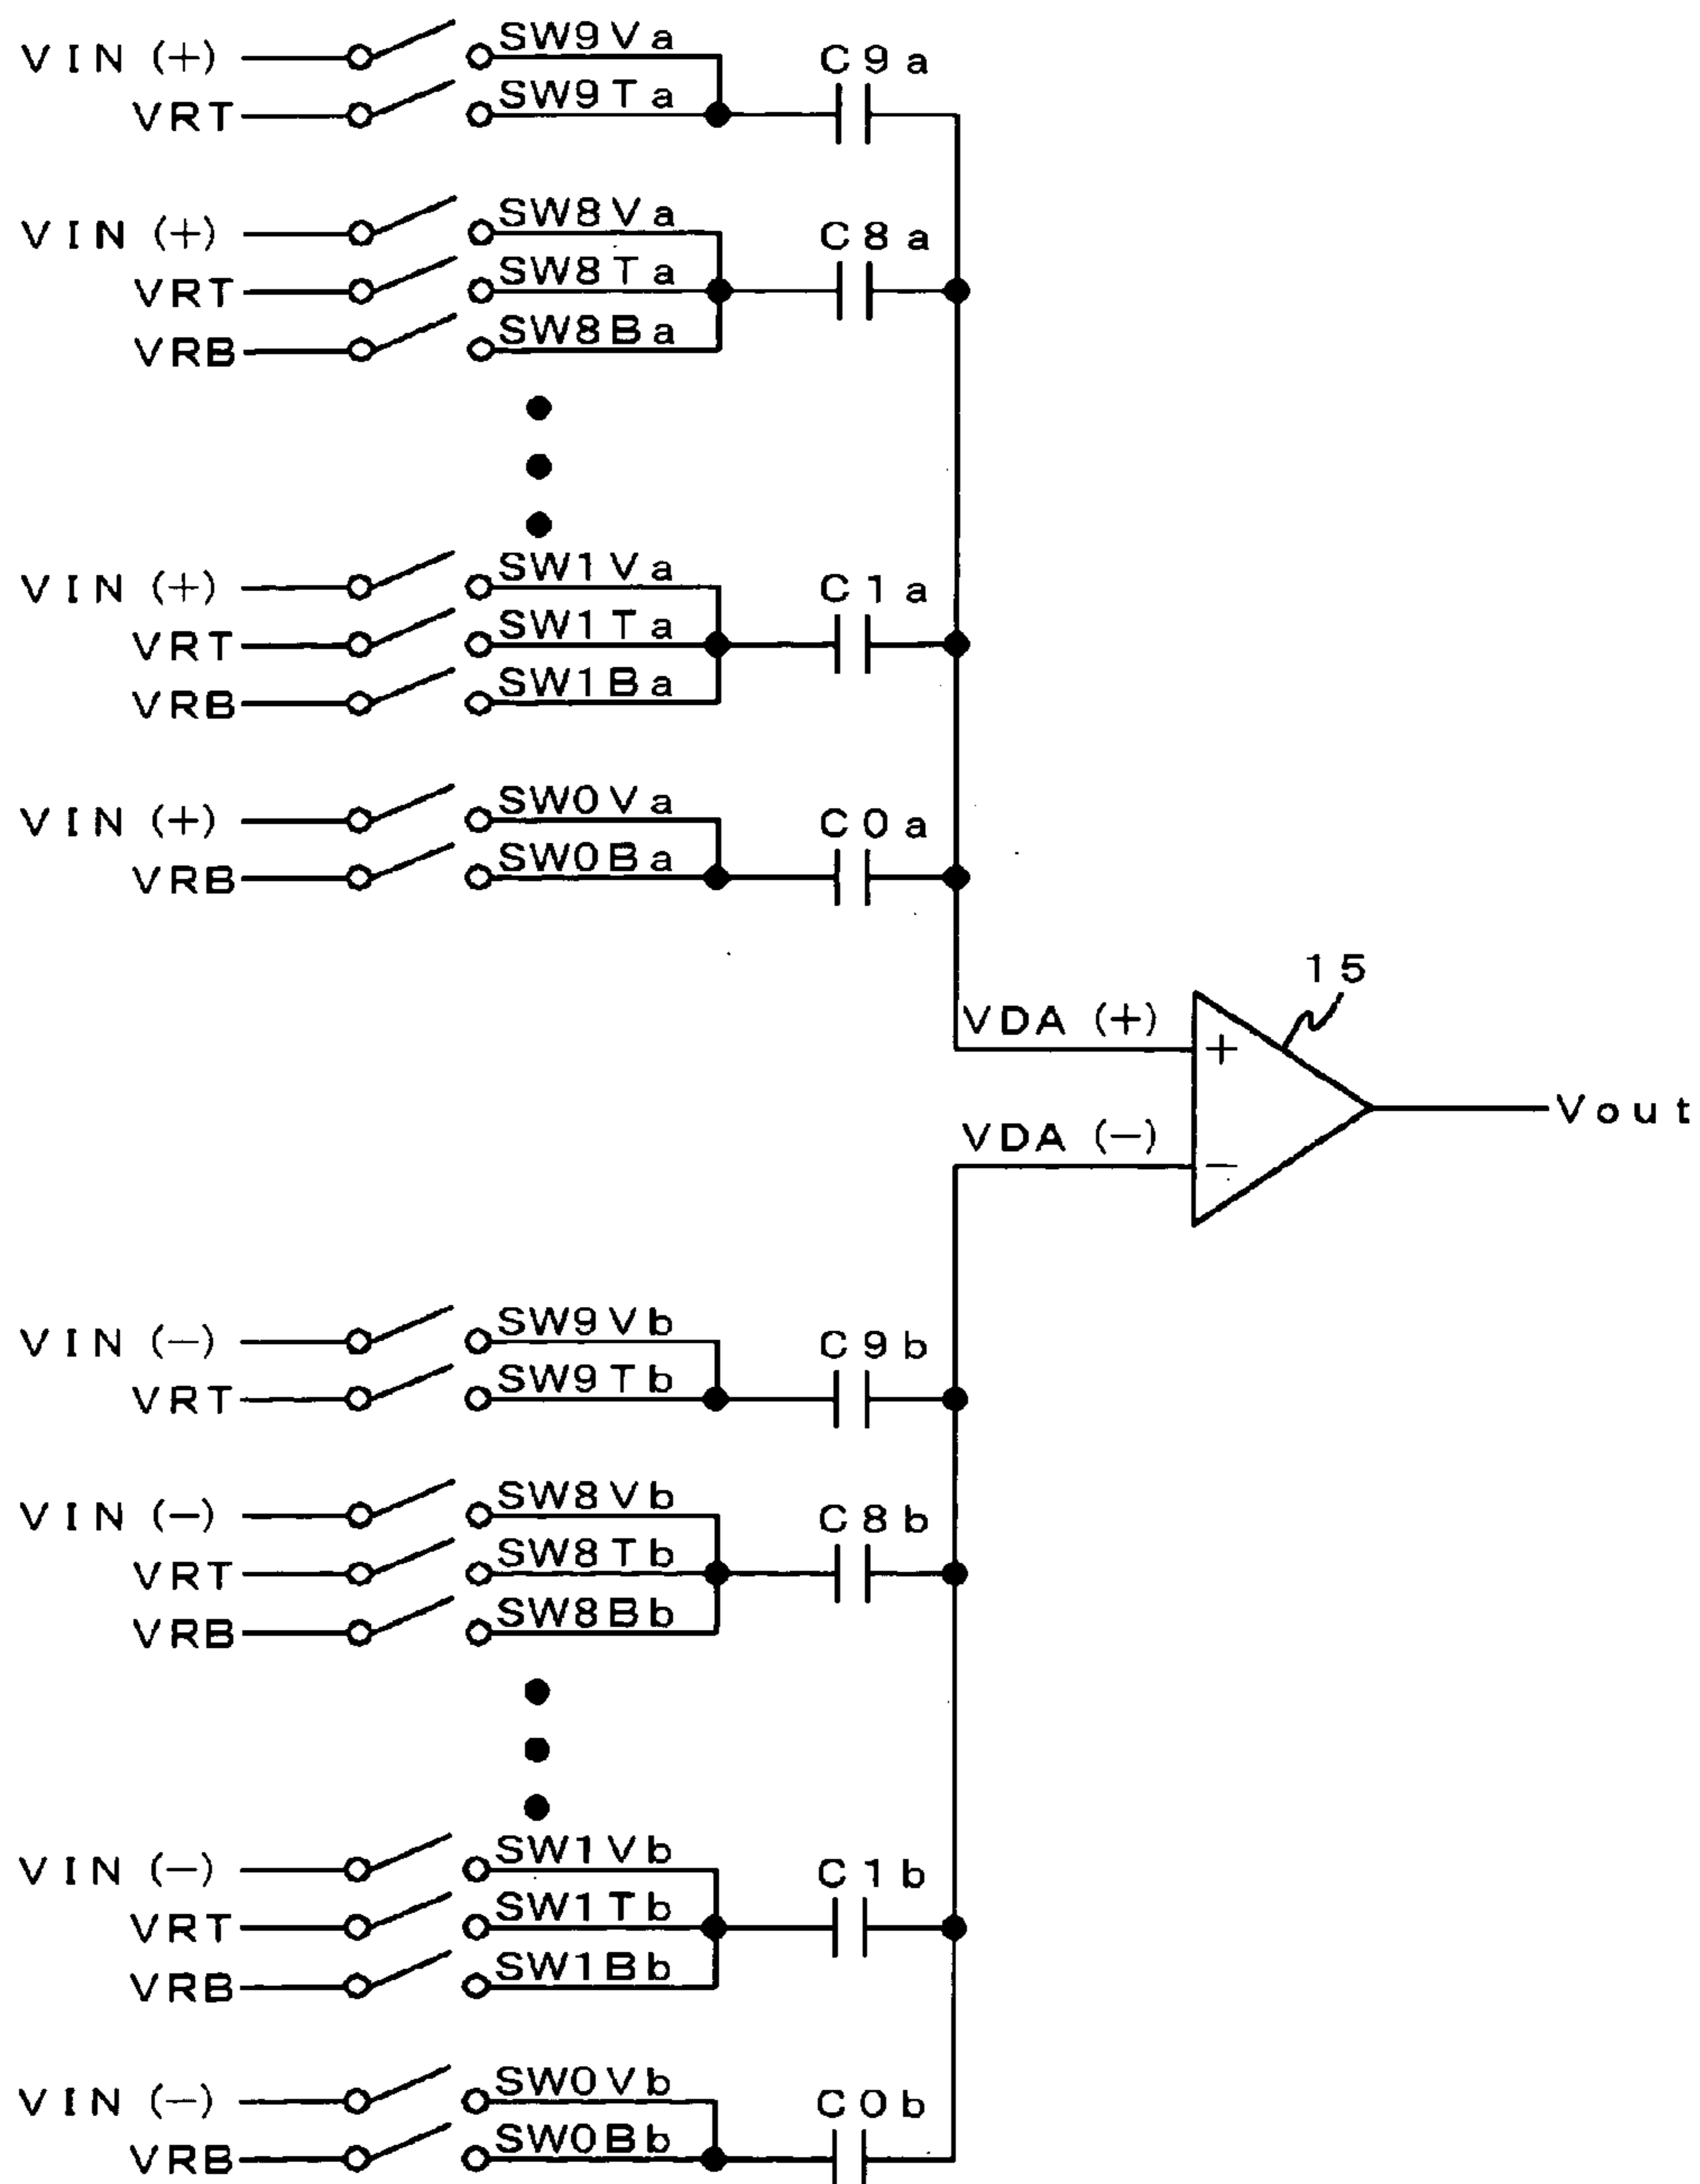 VIN (+) SW9Va C9a
VRT SW9Ta
VIN (+) SW8Va C8a
VRT SW8Ta
VRB SW8Ba
VIN (+) SW1Va C1a
VRT SW1Ta
VRB SW1Ba
VIN (+) SW0Va C0a
VRB SW0Ba
15
VDA (+) +
Vout
VDA (−) −
VIN (−) SW9Vb C9b
VRT SW9Tb
VIN (−) SW8Vb C8b
VRT SW8Tb
VRB SW8Bb
VIN (−) SW1Vb C1b
VRT SW1Tb
VRB SW1Bb
VIN (−) SW0Vb C0b
VRB SW0Bb